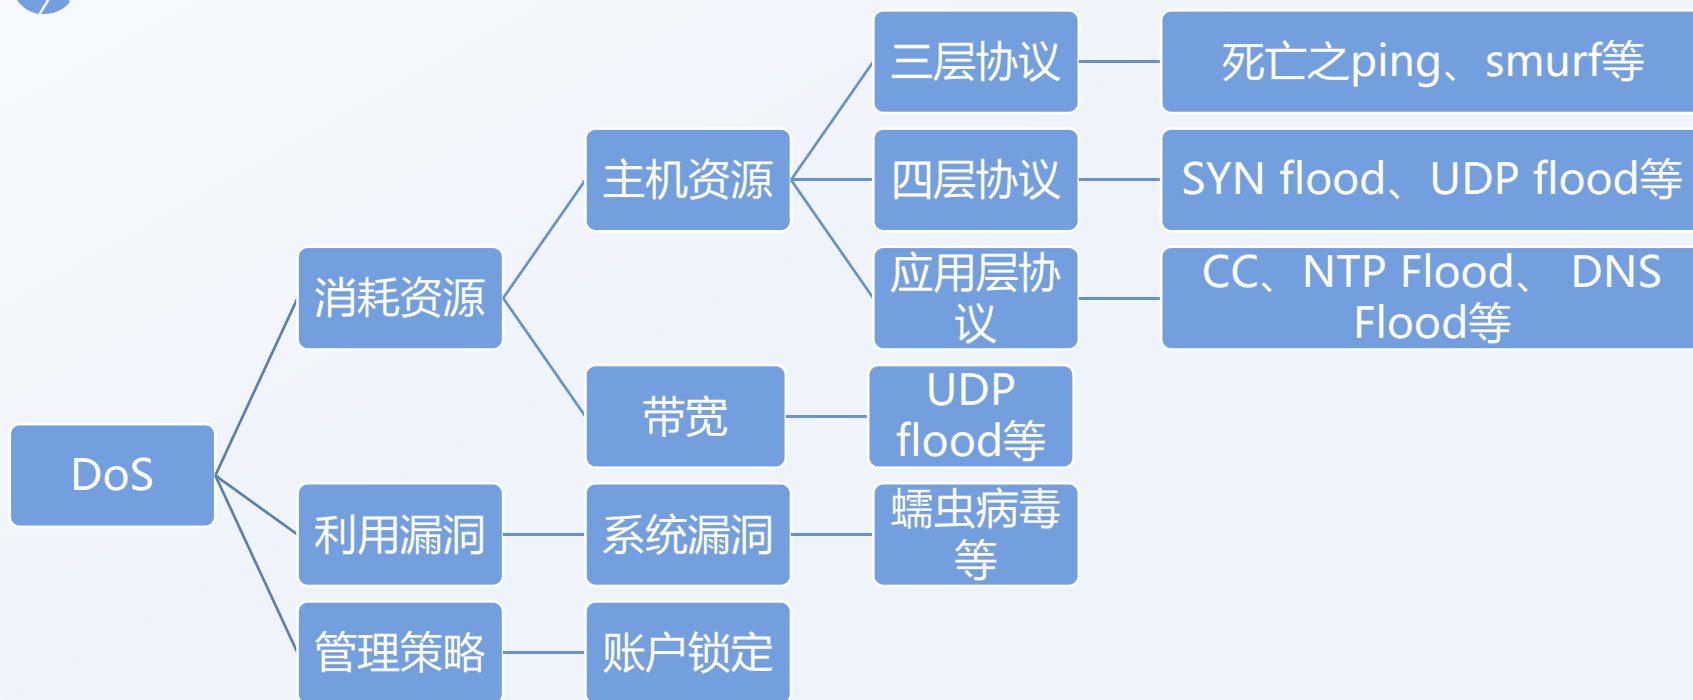 三层协议
死亡之ping、smurf等
主机资源
四层协议
SYN flood、UDP flood等
消耗资源
应用层协
议
CC、NTP Flood、 DNS
Flood等
带宽
UDP
flood等
DoS
利用漏洞
系统漏洞
蠕虫病毒
等
管理策略
账户锁定